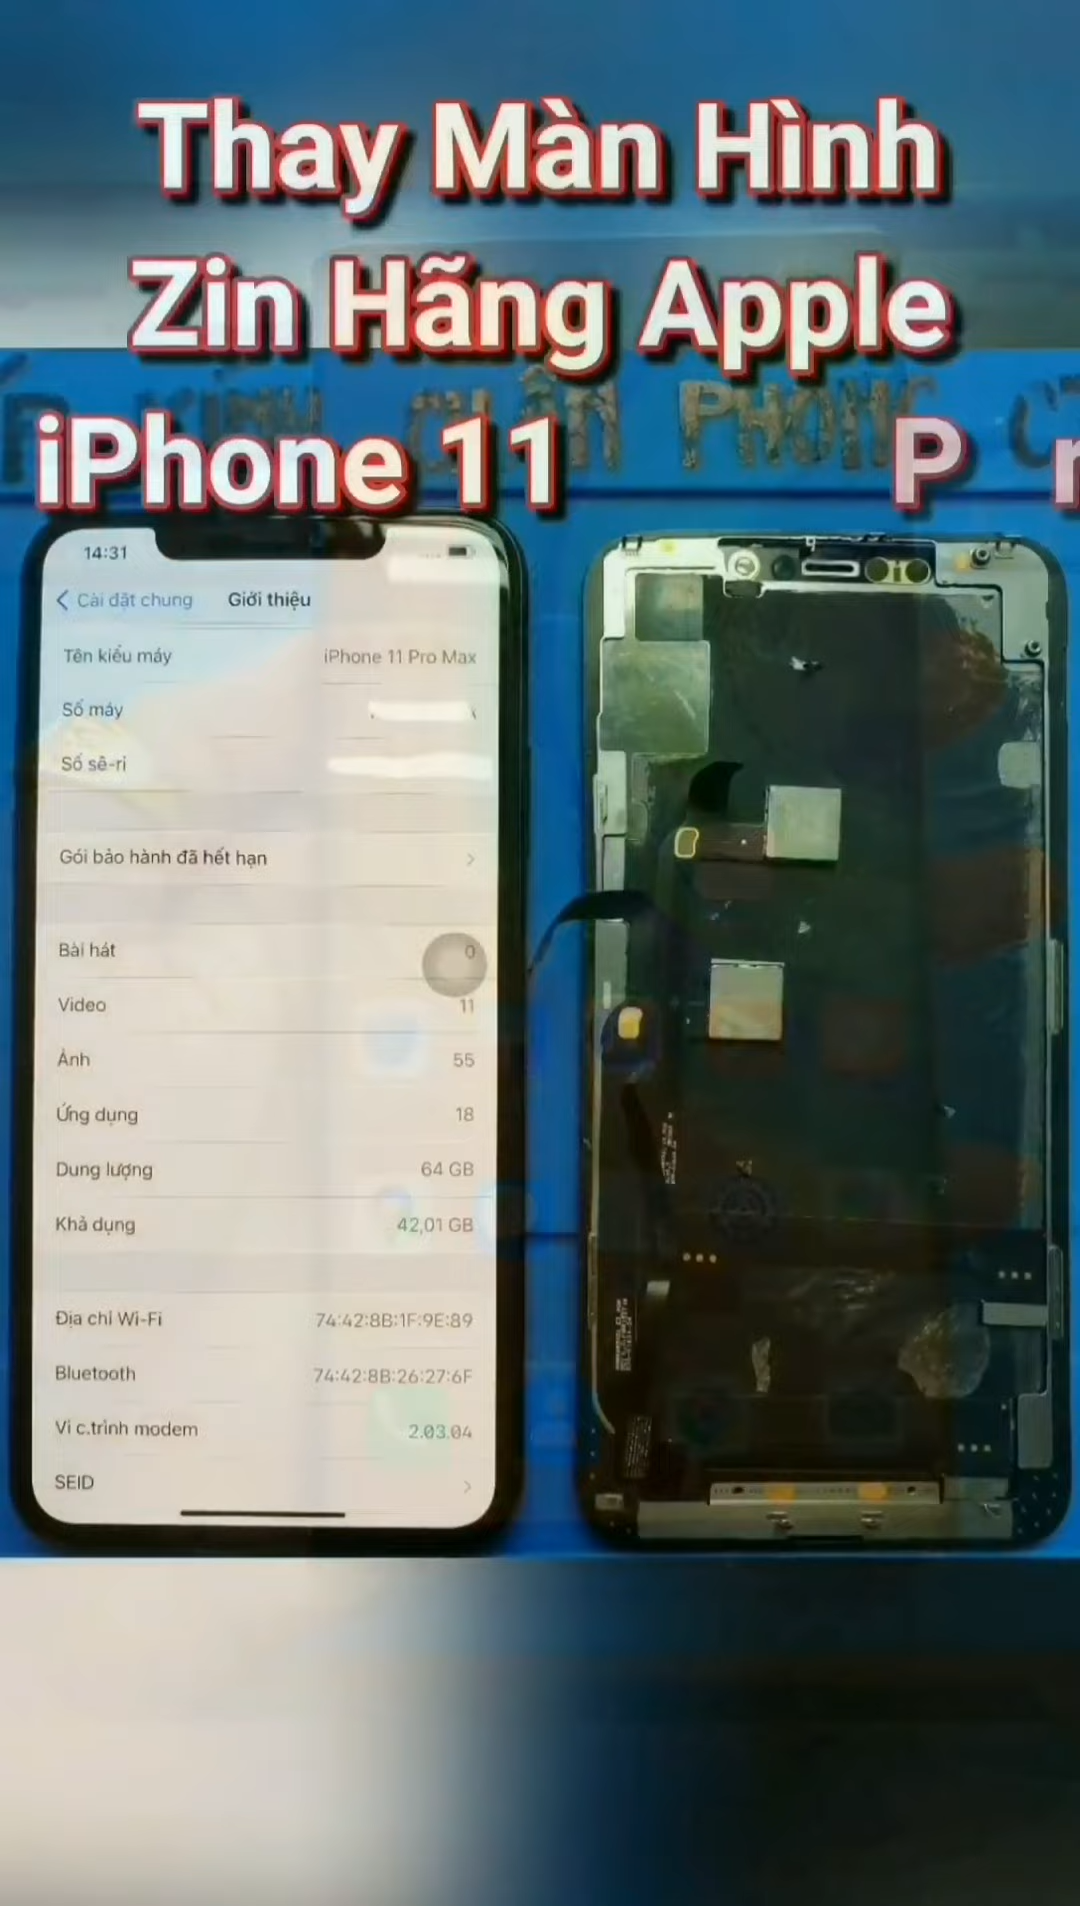 Thay Màn Hình
Zin Hãng Apple
iPhone 11 P
14:31
Cài đặt chung Giới thiệu
Tên kiểu máy iPhone 11 Pro Max
Số máy
Số sê-ri
Gói bảo hành đã hết hạn
Bài hát 0
Video 11
Ảnh 55
Ứng dụng 18
Dung lượng 64 GB
Khả dụng 42,01 GB
Địa chỉ Wi-Fi 74:42:8B:1F:9E:89
Bluetooth 74:42:8B:26:27:6F
Vi c.trình modem 2.03.04
SEID